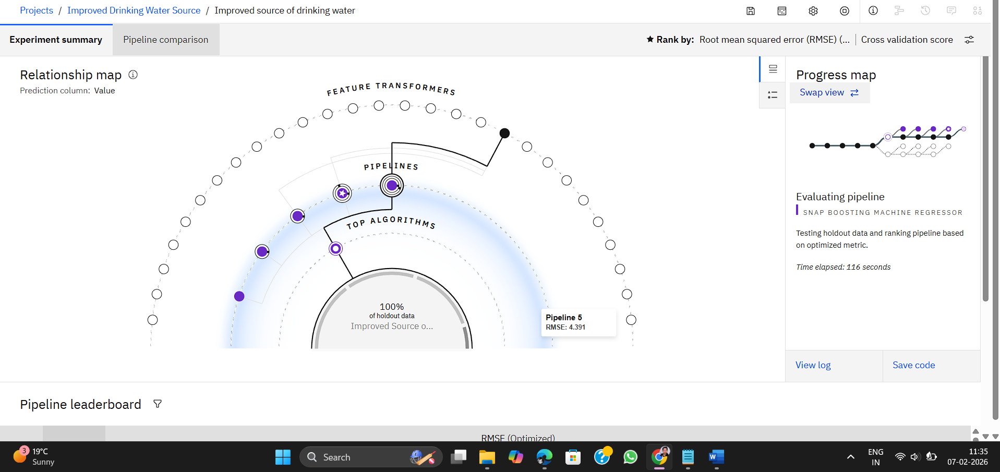 Projects / Improved Drinking Water Source / Improved source of drinking water
Experiment summary
Pipeline comparison
Rank by: Root mean squared error (RMSE) (... | Cross validation score
Relationship map
Prediction column: Value
FEATURE TRANSFORMERS
PIPELINES
TOP ALGORITHMS
100%
of holdout data
Improved Source o...
Pipeline 5
RMSE: 4.391
Progress map
Swap view
Evaluating pipeline
SNAP BOOSTING MACHINE REGRESSOR
Testing holdout data and ranking pipeline based
on optimized metric.
Time elapsed: 116 seconds
View log
Save code
Pipeline leaderboard
RMSE (Optimized)
3
19°C
Sunny
Search
ENG
IN
11:35
07-02-2026